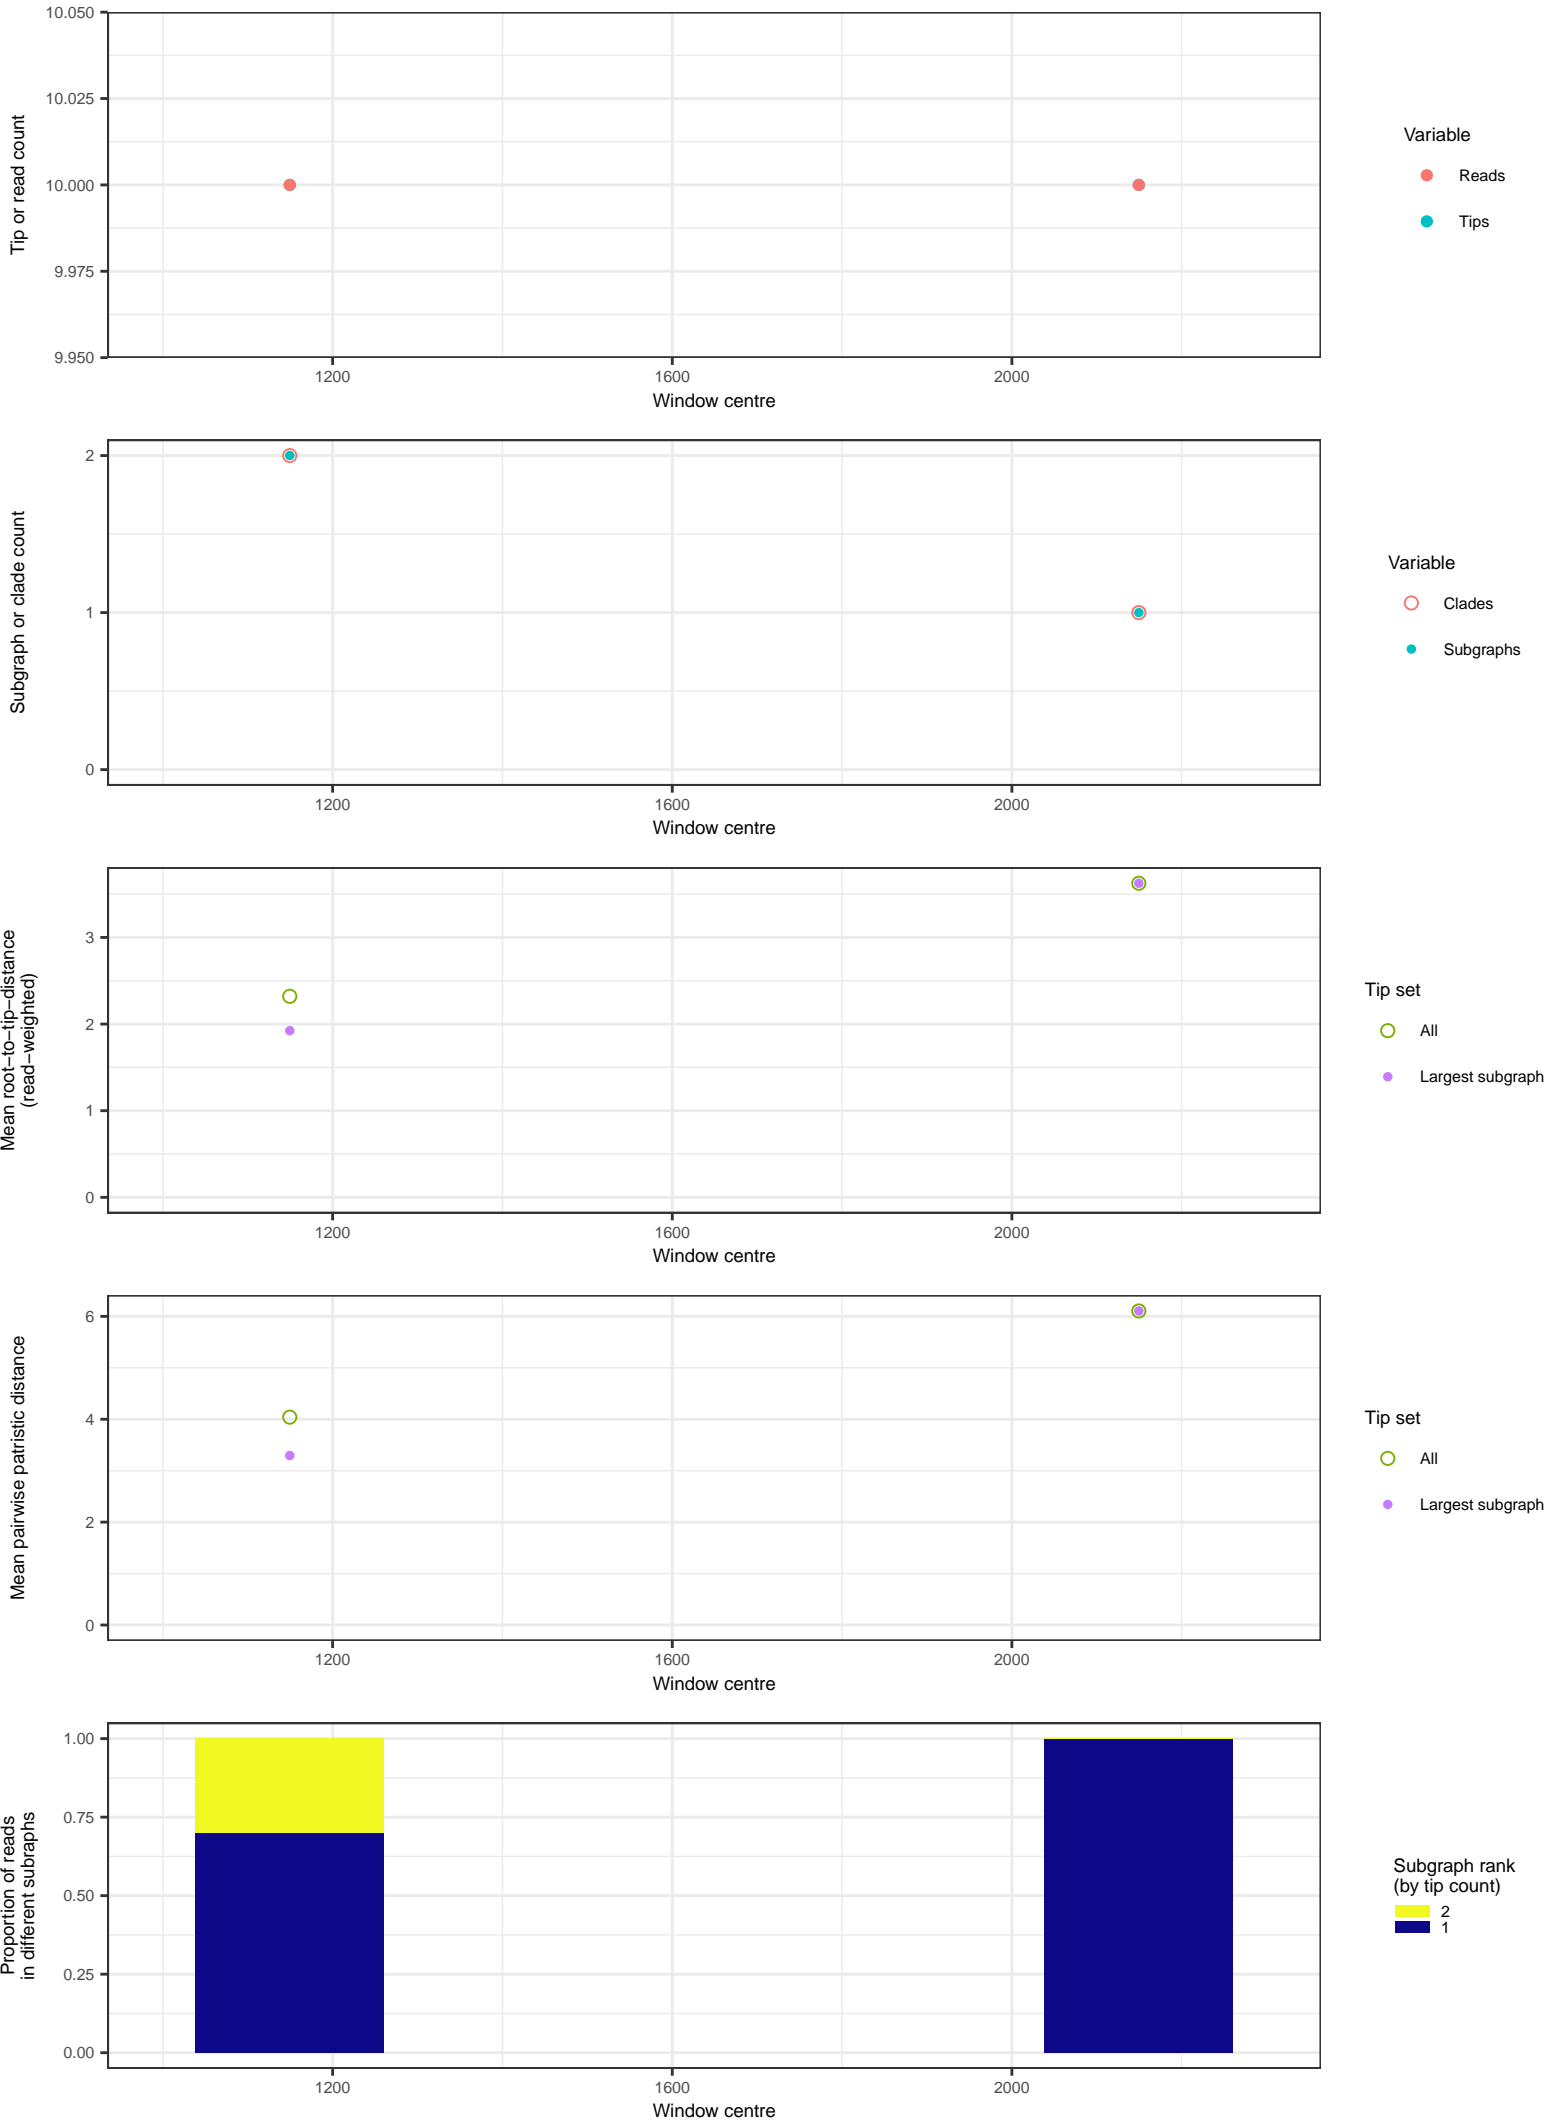 10.050
10.025
10.000
9.975
9.950
Tip or read count
1200 1600 2000
Window centre
Variable
Reads
Tips
2
1
0
Subgraph or clade count
1200 1600 2000
Window centre
Variable
Clades
Subgraphs
3
2
1
0
Mean root−to−tip−distance
(read−weighted)
1200 1600 2000
Window centre
Tip set
All
Largest subgraph
6
4
2
0
Mean pairwise patristic distance
1200 1600 2000
Window centre
Tip set
All
Largest subgraph
1.00
0.75
0.50
0.25
0.00
Proportion of reads
in different subraphs
1200 1600 2000
Window centre
Subgraph rank
(by tip count)
2
1